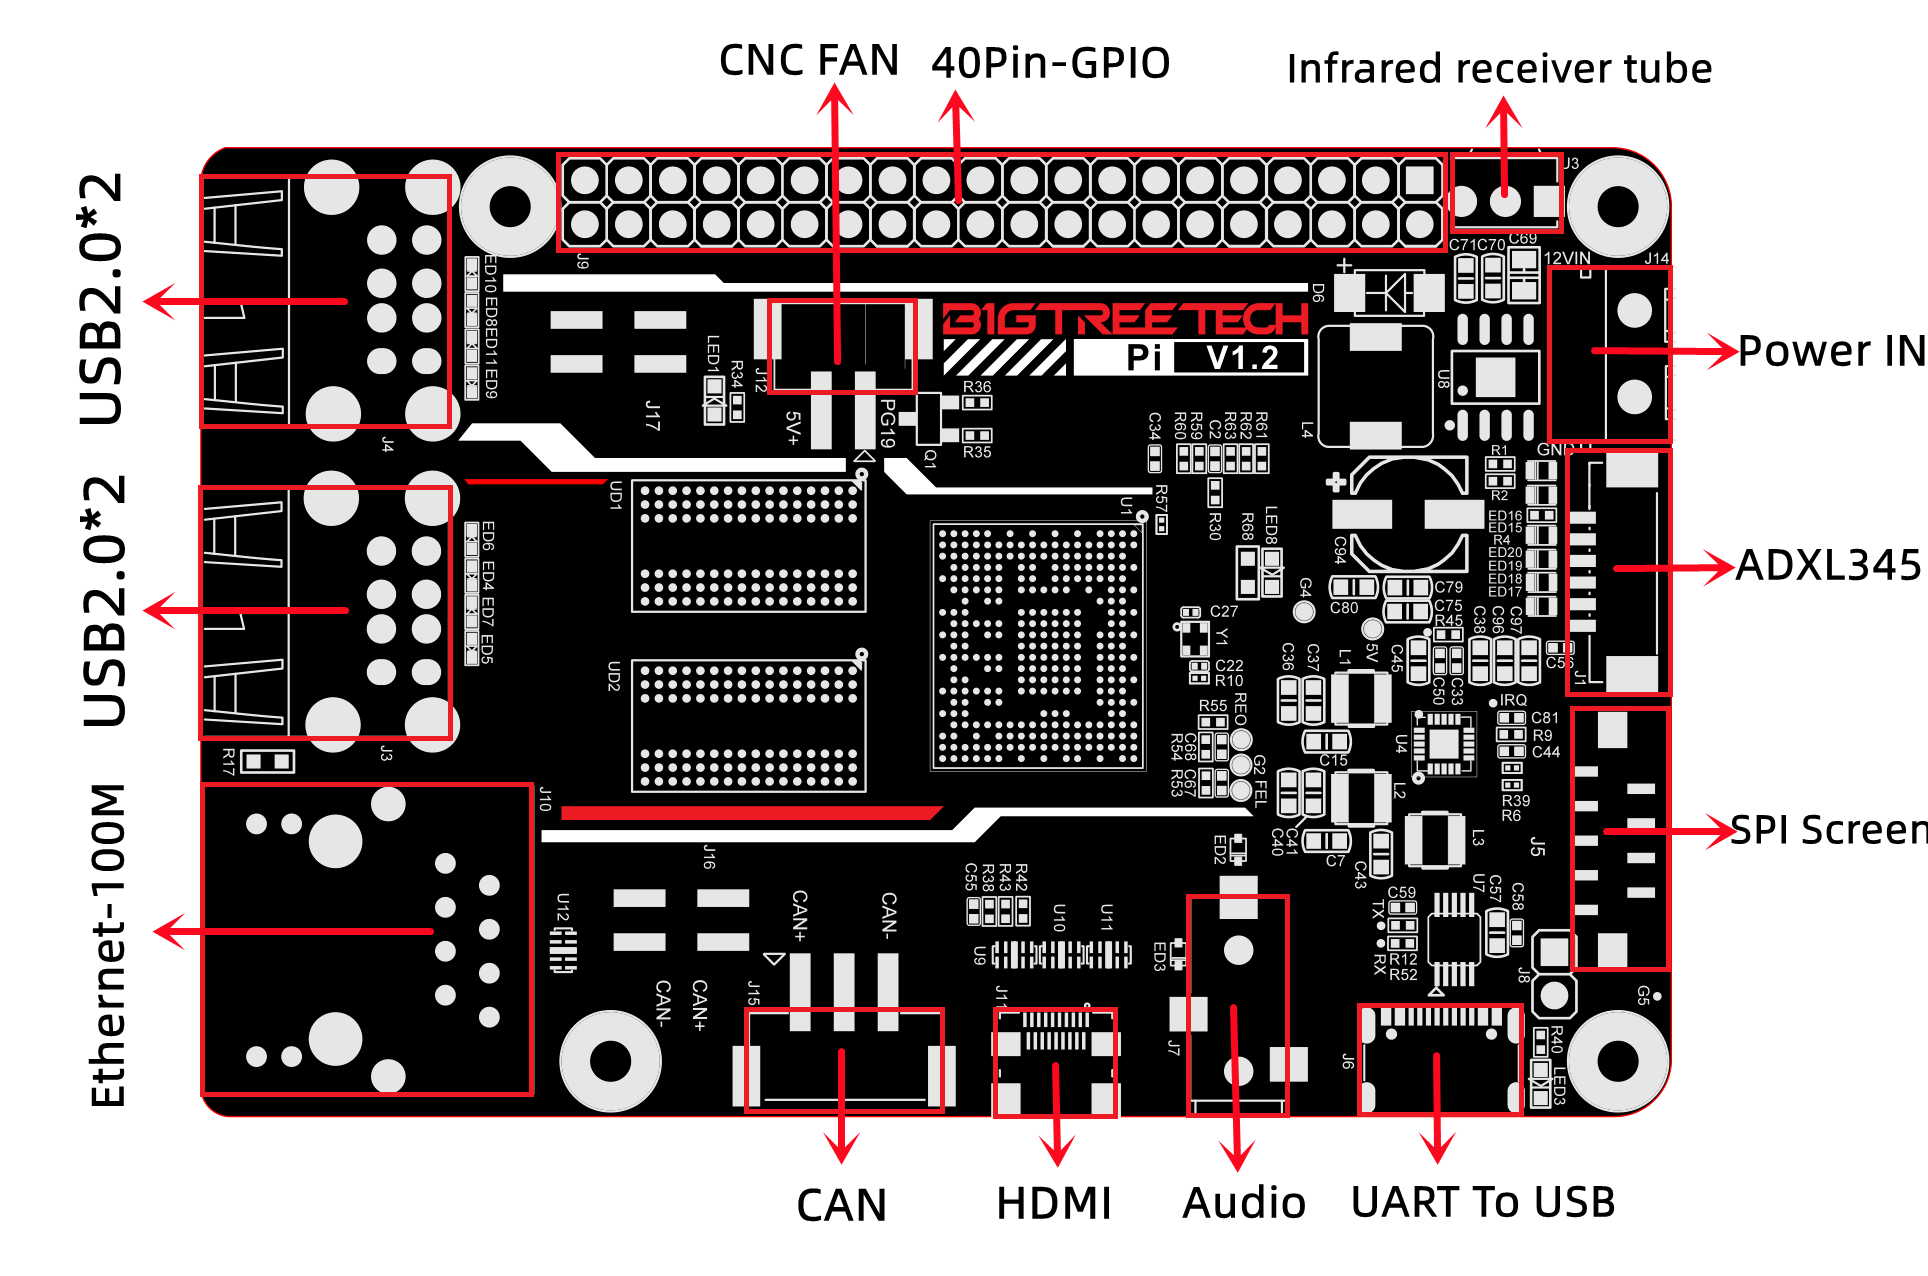 CNC FAN
40Pin-GPIO
Infrared receiver tube
USB2.0*2
USB2.0*2
Ethernet-100M
Power IN
ADXL345
SPI Screen
CAN
HDMI
Audio
UART To USB
BIGTREETECH
Pi V1.2
J3
C71
C70
C69
12VIN
J14
J9
D6
ED10
ED8
ED11
ED9
LED1
R34
J12
J17
5V+
PG19
Q1
R36
R35
J4
U8
L4
C34
R60
R59
C2
R63
R62
R61
GND
R1
R2
UD1
U1
R57
R30
R68
LED8
C94
ED16
ED15
R4
ED20
ED19
ED18
ED17
ED6
ED4
ED7
ED5
G4
C80
C79
C75
R45
C38
C96
C97
C27
Y1
C22
R10
C36
C37
L1
5V
C45
C50
C33
C56
J1
UD2
REO
R55
R54
C68
G2
FEL
R53
C67
C15
U4
IRQ
C81
R9
C44
R39
R6
J3
R17
J10
L2
C40
C41
C7
C43
L3
J5
ED2
J16
U12
CAN+
CAN-
C55
R38
R43
R42
U9
U10
U11
ED3
C59
TX
RX
R12
R52
U7
C57
C58
J8
G5
CAN-
CAN+
J15
J11
J7
J6
R40
LED3